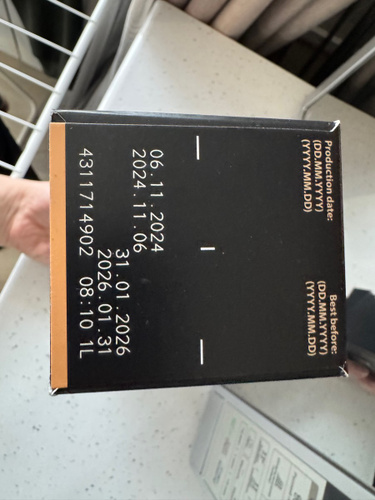 Production date:
(DD.MM.YYYY)
(YYYY.MM.DD)
Best before:
(DD.MM.YYYY)
(YYYY.MM.DD)
06.11.2024
2024.11.06
31.01.2026
2026.01.31
4311714902 08:10 1L